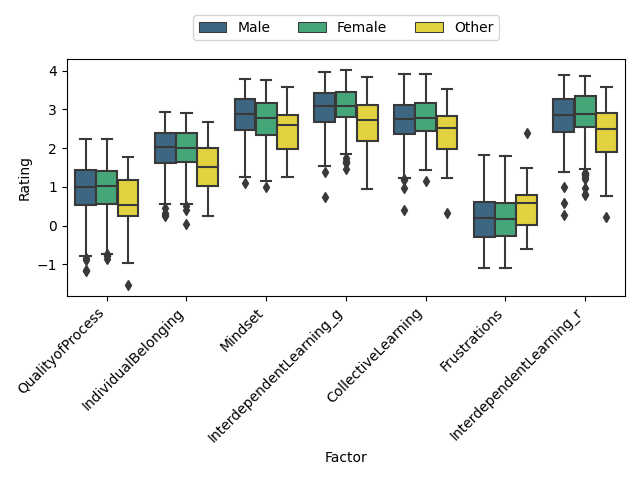 Male Female Other
Rating
4
3
2
1
0
−1
QualityofProcess
IndividualBelonging
Mindset
InterdependentLearning_g
CollectiveLearning
Frustrations
InterdependentLearning_r
Factor